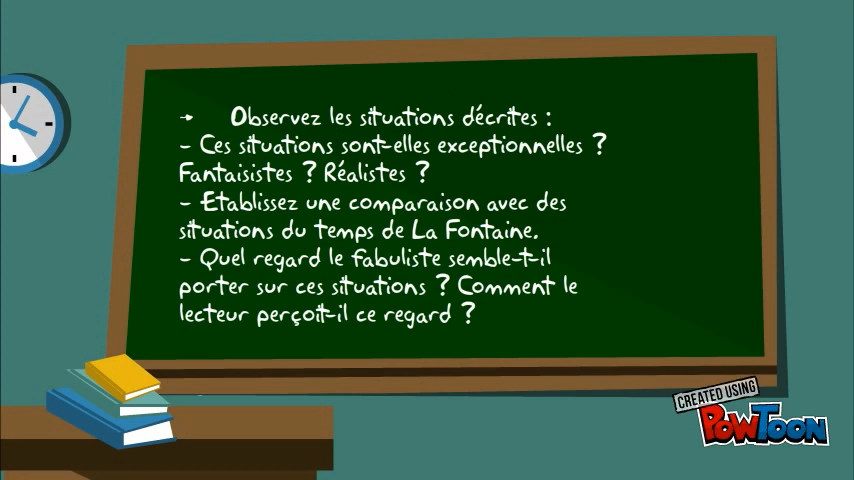 → Observez les situations décrites :
- Ces situations sont-elles exceptionnelles ?
Fantaisistes ? Réalistes ?
- Etablissez une comparaison avec des
situations du temps de La Fontaine.
- Quel regard le fabuliste semble-t-il
porter sur ces situations ? Comment le
lecteur perçoit-il ce regard ?
CREATED USING
POWTOON